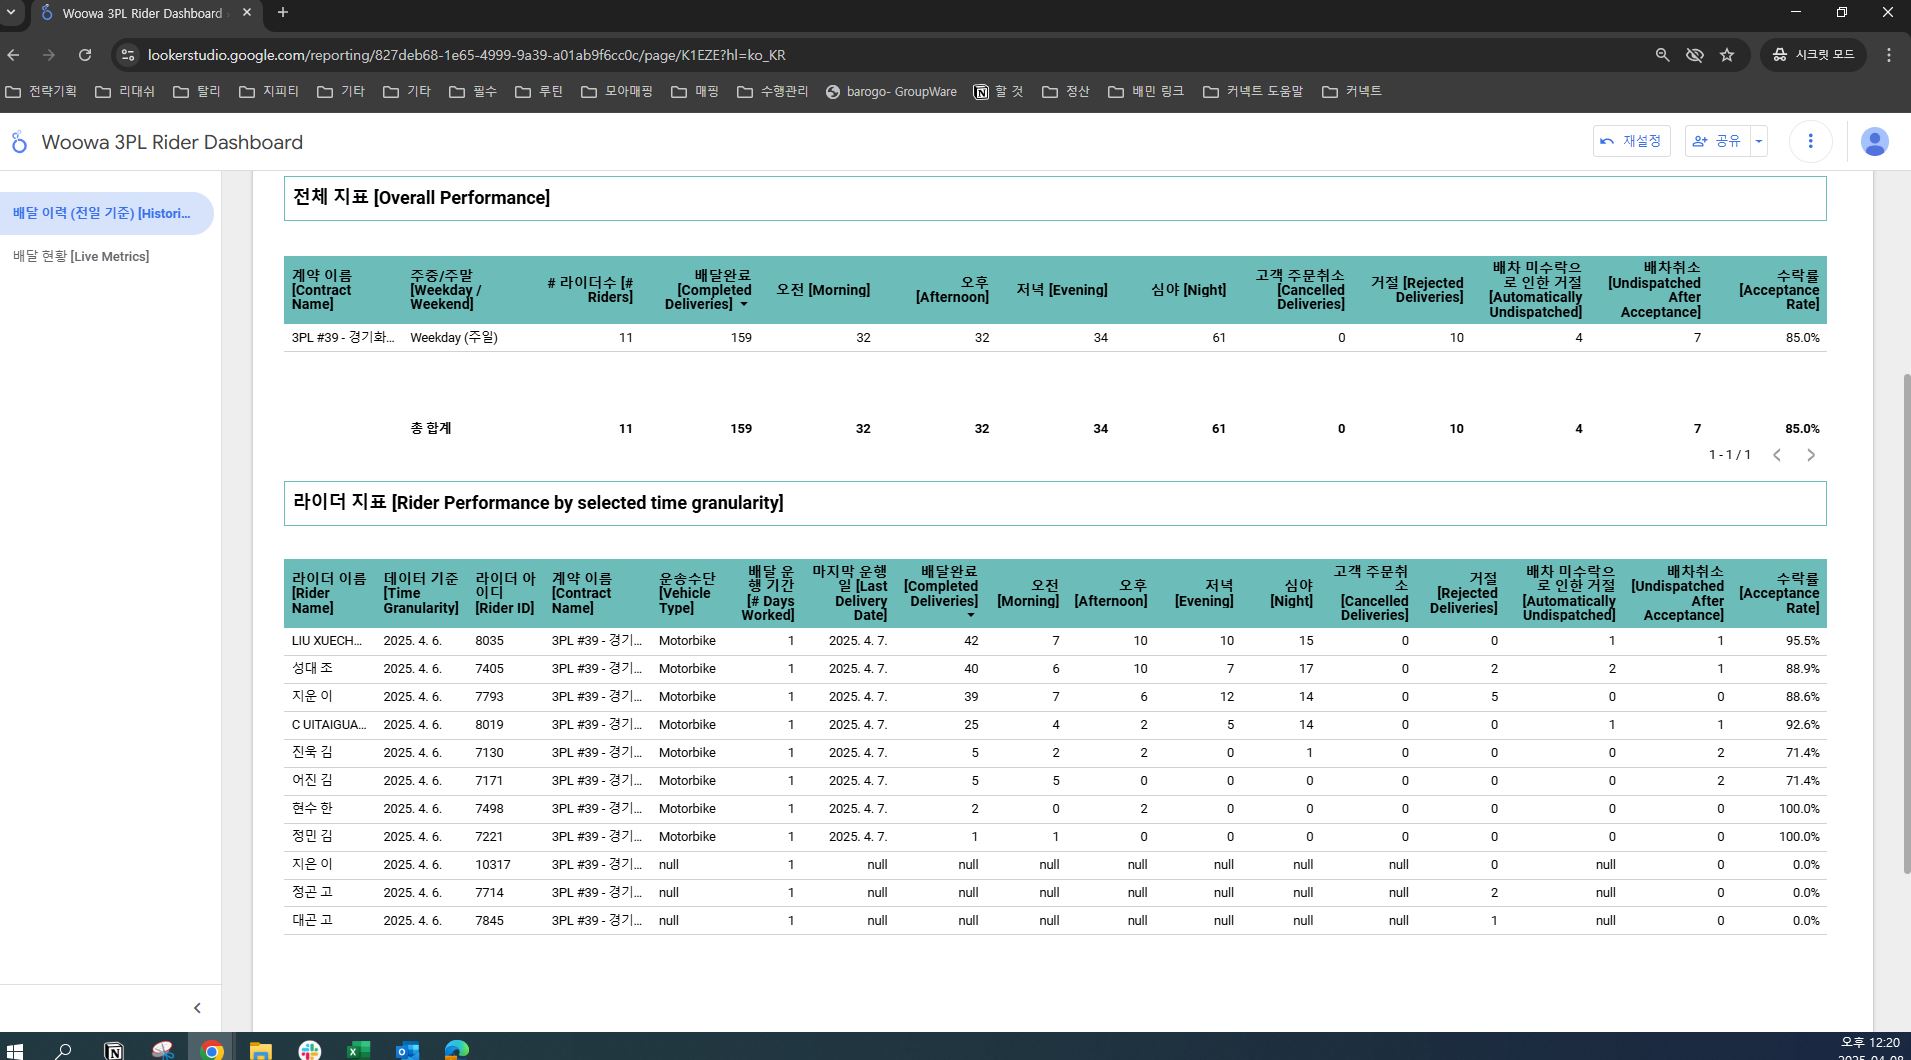 Woowa 3PL Rider Dashboard
lookerstudio.google.com/reporting/827deb68-1e65-4999-9a39-a01ab9f6cc0c/page/K1EZE?hl=ko_KR
시크릿 모드
전략기획 리대쉬 탈리 지피티 기타 기타 필수 루틴 모아매핑 매핑 수행관리 barogo- GroupWare 할 것 정산 배민 링크 커넥트 도움말 커넥트
Woowa 3PL Rider Dashboard
재설정 공유
배달 이력 (전일 기준) [Histori...
배달 현황 [Live Metrics]
전체 지표 [Overall Performance]
계약 이름 [Contract Name] 주중/주말 [Weekday / Weekend] # 라이더수 [# Riders] 배달완료 [Completed Deliveries] 오전 [Morning] 오후 [Afternoon] 저녁 [Evening] 심야 [Night] 고객 주문취소 [Cancelled Deliveries] 거절 [Rejected Deliveries] 배차 미수락으로 인한 거절 [Automatically Undispatched] 배차취소 [Undispatched After Acceptance] 수락률 [Acceptance Rate]
3PL #39 - 경기화... Weekday (주일) 11 159 32 32 34 61 0 10 4 7 85.0%
총 합계 11 159 32 32 34 61 0 10 4 7 85.0%
1 - 1 / 1
라이더 지표 [Rider Performance by selected time granularity]
라이더 이름 [Rider Name] 데이터 기준 [Time Granularity] 라이더 아이디 [Rider ID] 계약 이름 [Contract Name] 운송수단 [Vehicle Type] 배달 운행 기간 [# Days Worked] 마지막 운행일 [Last Delivery Date] 배달완료 [Completed Deliveries] 오전 [Morning] 오후 [Afternoon] 저녁 [Evening] 심야 [Night] 고객 주문취소 [Cancelled Deliveries] 거절 [Rejected Deliveries] 배차 미수락으로 인한 거절 [Automatically Undispatched] 배차취소 [Undispatched After Acceptance] 수락률 [Acceptance Rate]
LIU XUECH... 2025. 4. 6. 8035 3PL #39 - 경기... Motorbike 1 2025. 4. 7. 42 7 10 10 15 0 0 1 1 95.5%
성대 조 2025. 4. 6. 7405 3PL #39 - 경기... Motorbike 1 2025. 4. 7. 40 6 10 7 17 0 2 2 1 88.9%
지운 이 2025. 4. 6. 7793 3PL #39 - 경기... Motorbike 1 2025. 4. 7. 39 7 6 12 14 0 5 0 0 88.6%
C UITAIGUA... 2025. 4. 6. 8019 3PL #39 - 경기... Motorbike 1 2025. 4. 7. 25 4 2 5 14 0 0 1 1 92.6%
진욱 김 2025. 4. 6. 7130 3PL #39 - 경기... Motorbike 1 2025. 4. 7. 5 2 2 0 1 0 0 0 2 71.4%
어진 김 2025. 4. 6. 7171 3PL #39 - 경기... Motorbike 1 2025. 4. 7. 5 5 0 0 0 0 0 0 2 71.4%
현수 한 2025. 4. 6. 7498 3PL #39 - 경기... Motorbike 1 2025. 4. 7. 2 0 2 0 0 0 0 0 0 100.0%
정민 김 2025. 4. 6. 7221 3PL #39 - 경기... Motorbike 1 2025. 4. 7. 1 1 0 0 0 0 0 0 0 100.0%
지은 이 2025. 4. 6. 10317 3PL #39 - 경기... null 1 null null null null null null null 0 null 0 0.0%
정곤 고 2025. 4. 6. 7714 3PL #39 - 경기... null 1 null null null null null null null 2 null 0 0.0%
대곤 고 2025. 4. 6. 7845 3PL #39 - 경기... null 1 null null null null null null null 1 null 0 0.0%
오후 12:20
2025-04-08